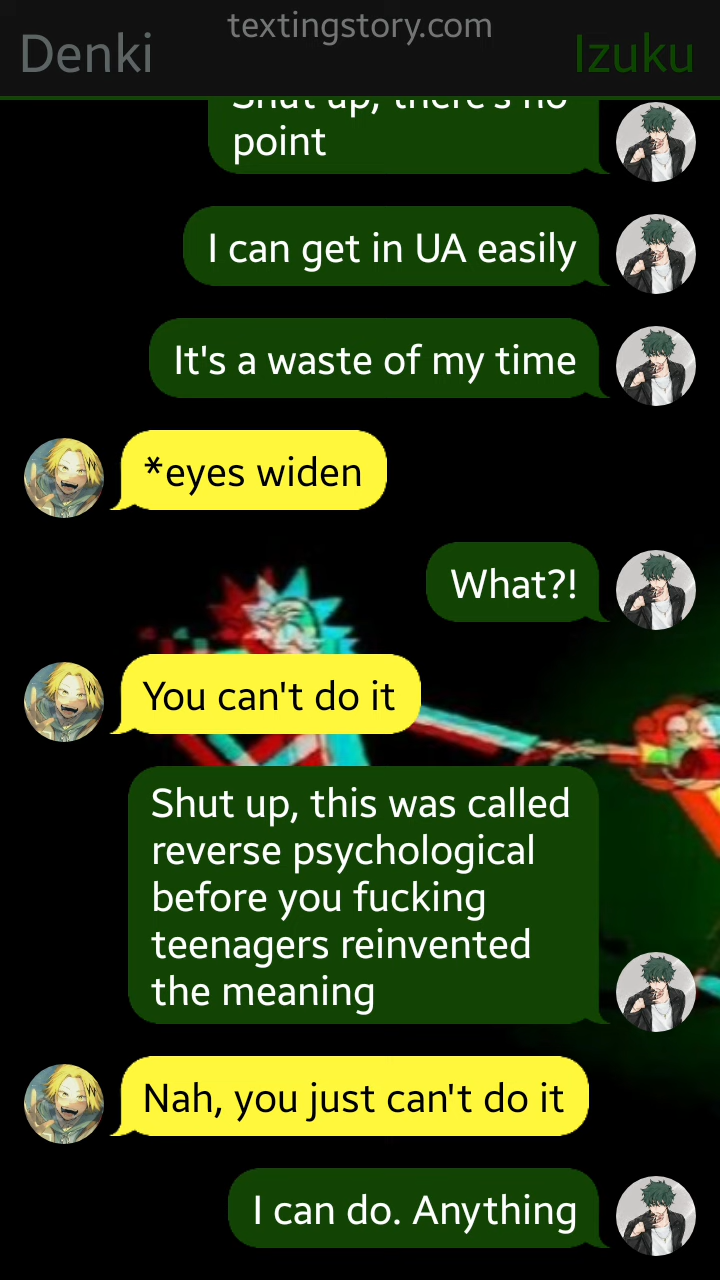 textingstory.com
Denki
Izuku
Shut up, there's no
point
I can get in UA easily
It's a waste of my time
*eyes widen
What?!
You can't do it
Shut up, this was called
reverse psychological
before you fucking
teenagers reinvented
the meaning
Nah, you just can't do it
I can do. Anything